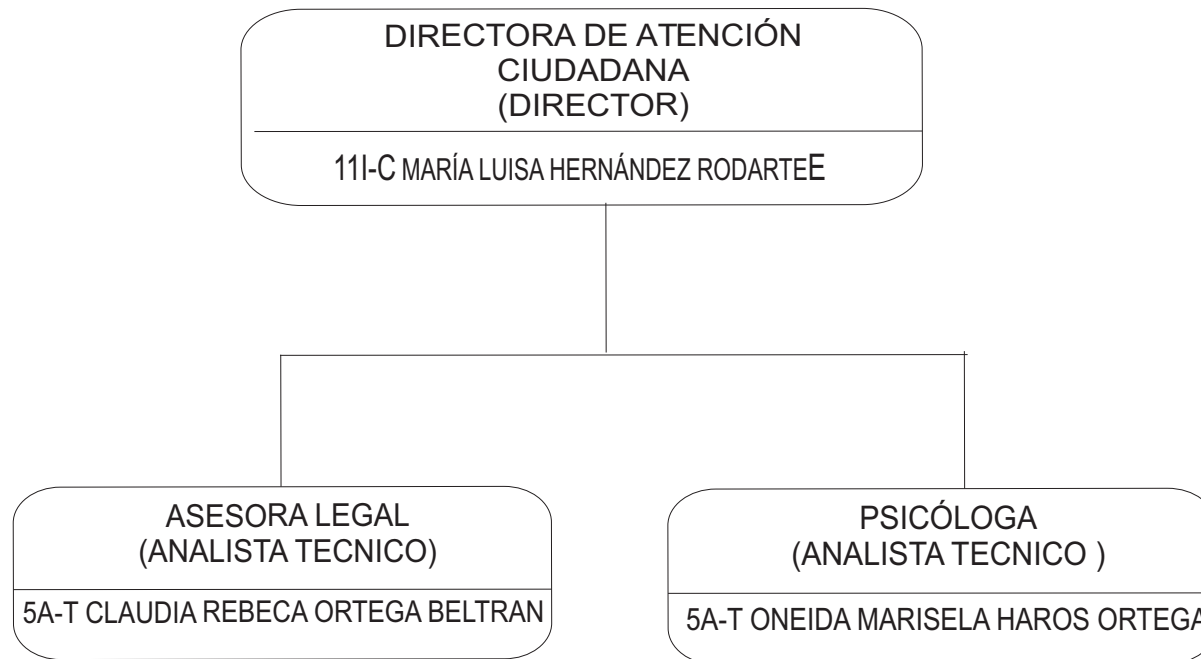 DIRECTORA DE ATENCIÓN
CIUDADANA
(DIRECTOR)
11I-C MARÍA LUISA HERNÁNDEZ RODARTEE
ASESORA LEGAL
(ANALISTA TECNICO)
5A-T CLAUDIA REBECA ORTEGA BELTRAN
PSICÓLOGA
(ANALISTA TECNICO )
5A-T ONEIDA MARISELA HAROS ORTEGA